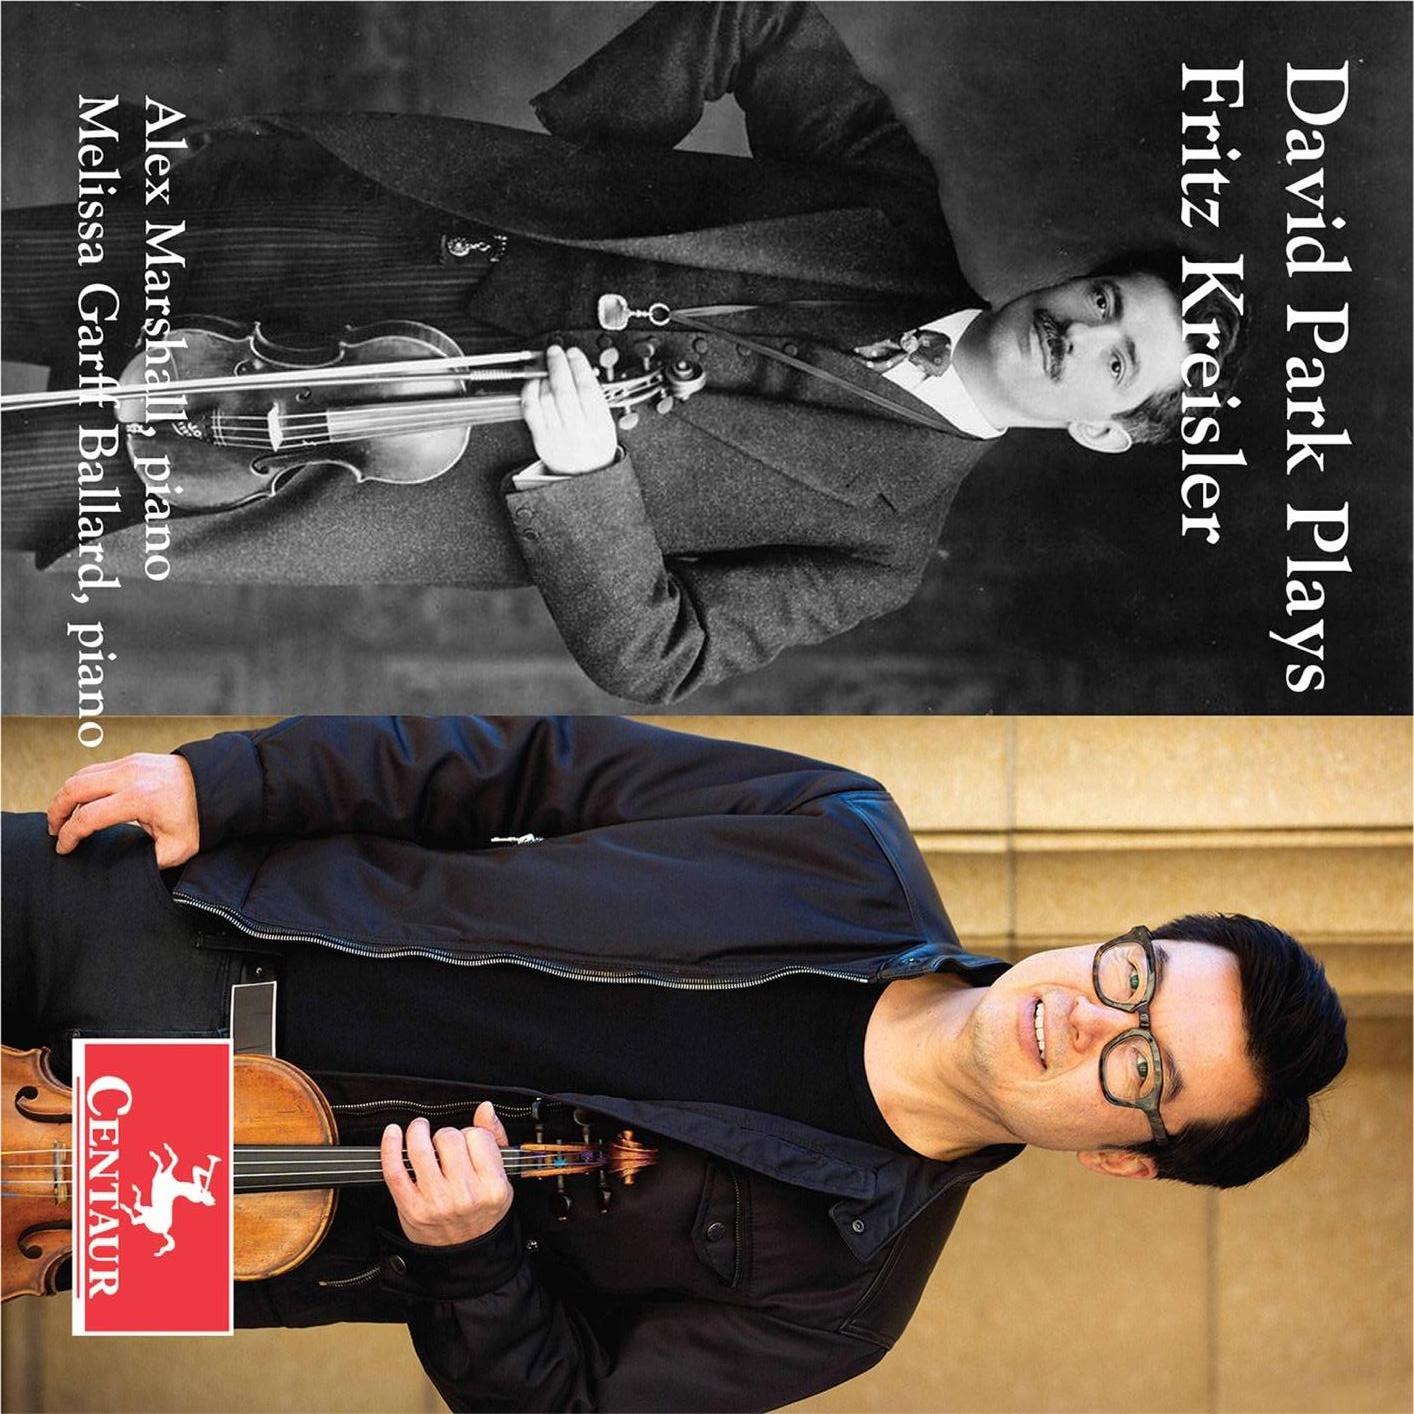 David Park Plays
Fritz Kreisler
Alex Marshall, piano
Melissa Garff Ballard, piano
CENTAUR